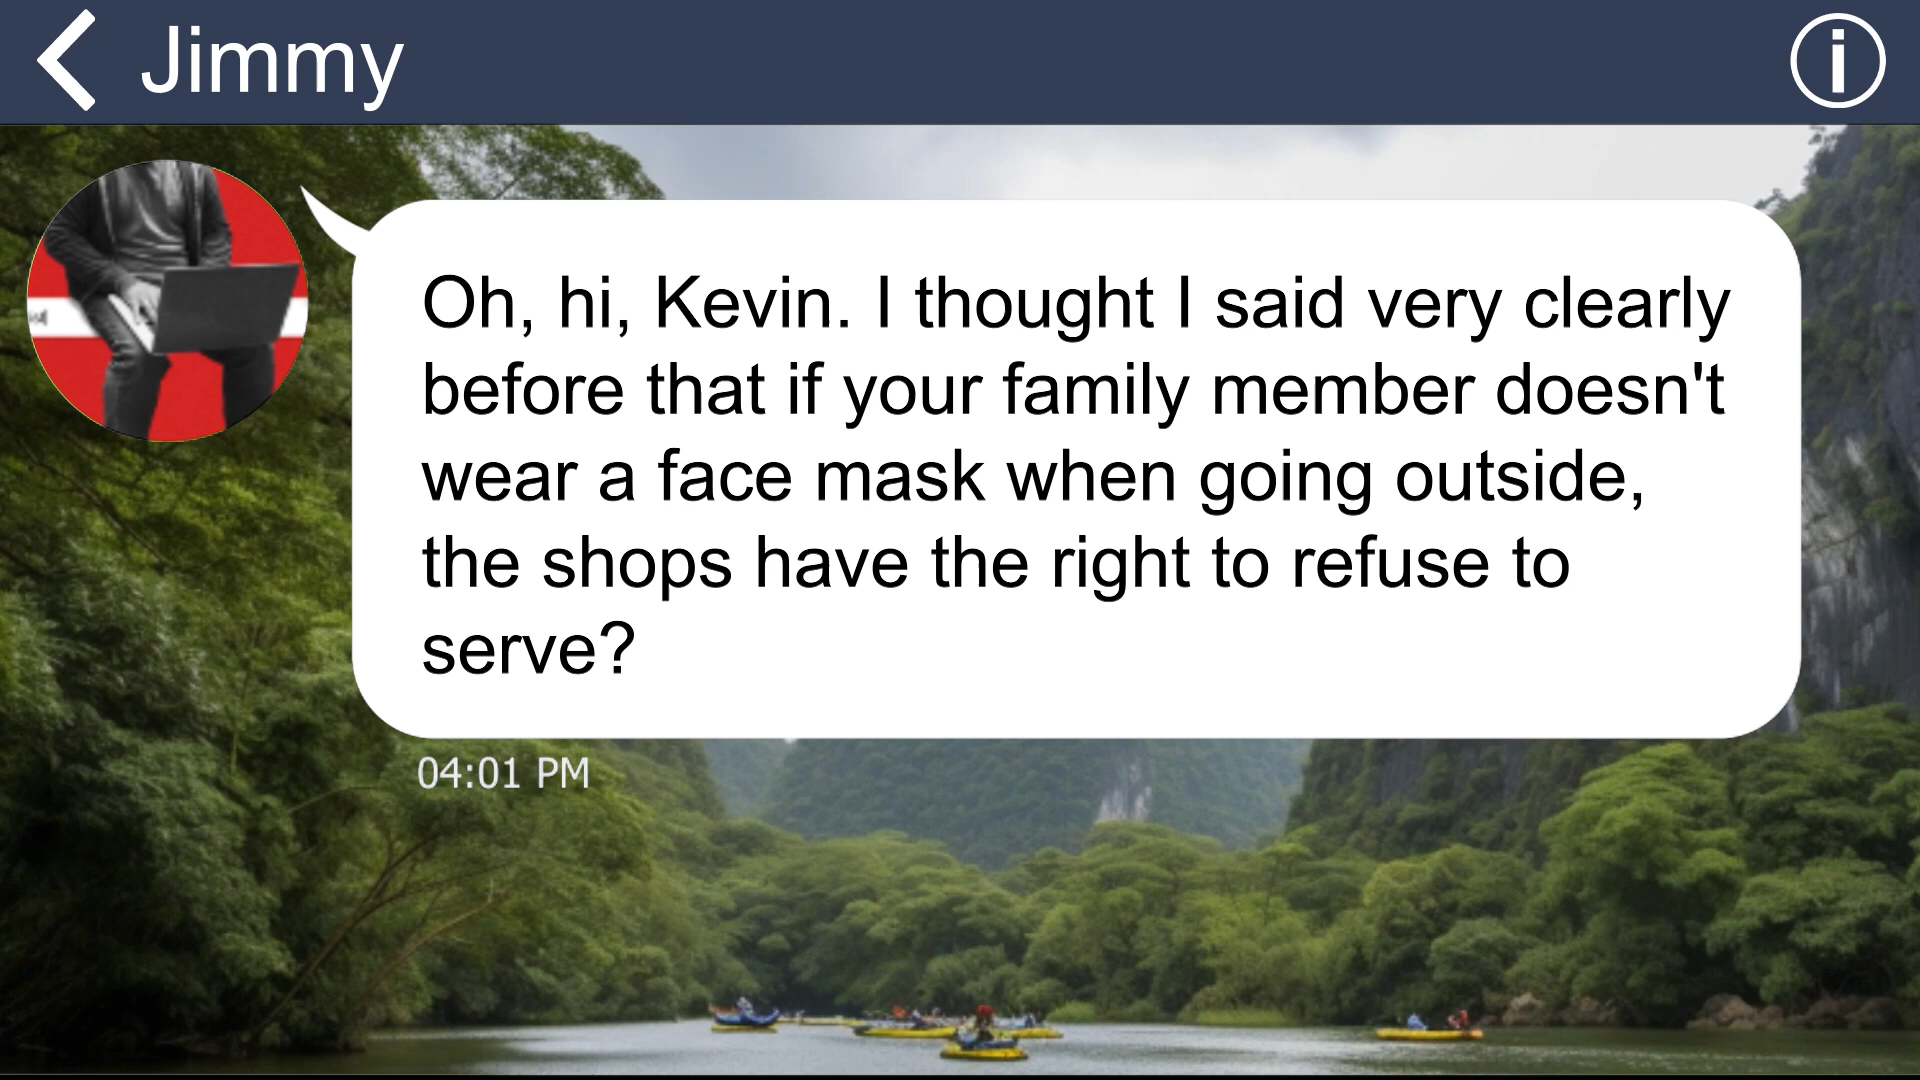 Jimmy
Oh, hi, Kevin. I thought I said very clearly
before that if your family member doesn't
wear a face mask when going outside,
the shops have the right to refuse to
serve?
04:01 PM